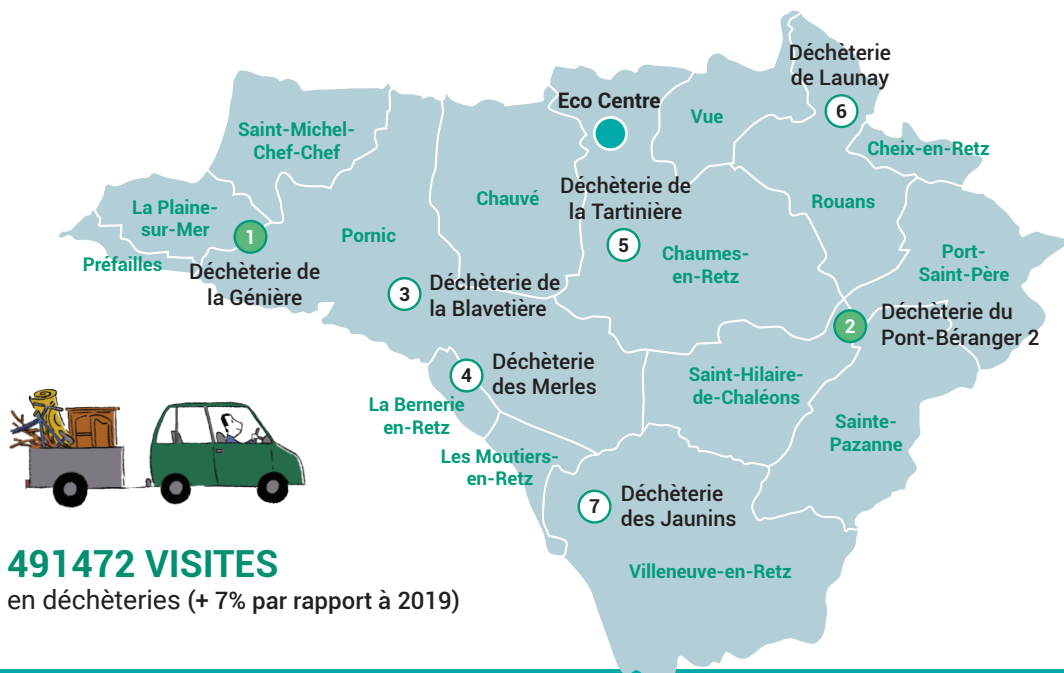 Déchèterie
de Launay
6
Eco Centre
Vue
Saint-Michel-
Chef-Chef
Cheix-en-Retz
Déchèterie de
la Tartinière
5
Chauvé
Rouans
La Plaine-
sur-Mer
1
Pornic
Préfailles
Déchèterie de
la Génière
Chaumes-
en-Retz
Port-
Saint-Père
3
Déchèterie de
la Blavetière
2
Déchèterie du
Pont-Béranger 2
4
Déchèterie
des Merles
Saint-Hilaire-
de-Chaléons
La Bernerie
en-Retz
Sainte-
Pazanne
Les Moutiers-
en-Retz
7
Déchèterie
des Jaunins
Villeneuve-en-Retz
491472 VISITES
en déchèteries (+ 7% par rapport à 2019)